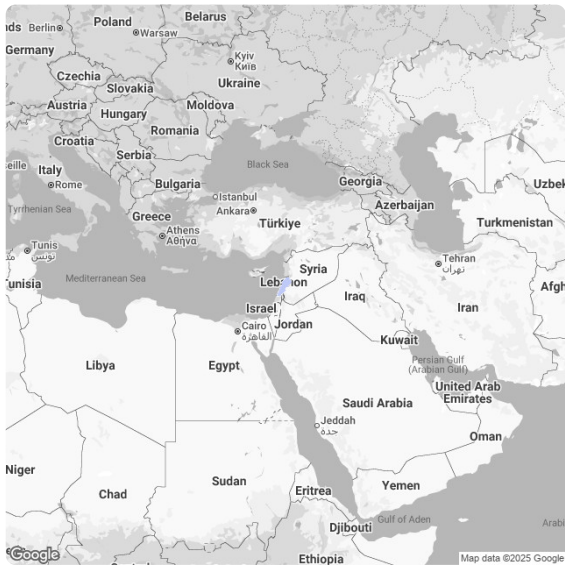 Belarus
Poland
nds
Berlin
Warsaw
Germany
Kyiv
Київ
Czechia
Ukraine
Slovakia
Austria
Moldova
Hungary
Croatia
Romania
Serbia
seille
Italy
Black Sea
Rome
Bulgaria
Georgia
Uzbek
Istanbul
Azerbaijan
Tyrrhenian Sea
Greece
Ankara
Türkiye
Turkmenistan
Athens
Αθήνα
Tunis
تونس
Tehran
تهران
Syria
Mediterranean Sea
Lebanon
Tunisia
Afgh
Iraq
Iran
Israel
Cairo
القاهرة
Jordan
Kuwait
Persian Gulf
(Arabian Gulf)
Libya
Egypt
United Arab
Emirates
Saudi Arabia
Jeddah
جدة
Oman
Niger
Sudan
Yemen
Chad
Eritrea
Gulf of Aden
Arabi
Djibouti
Ethiopia
Google
Map data ©2025 Google